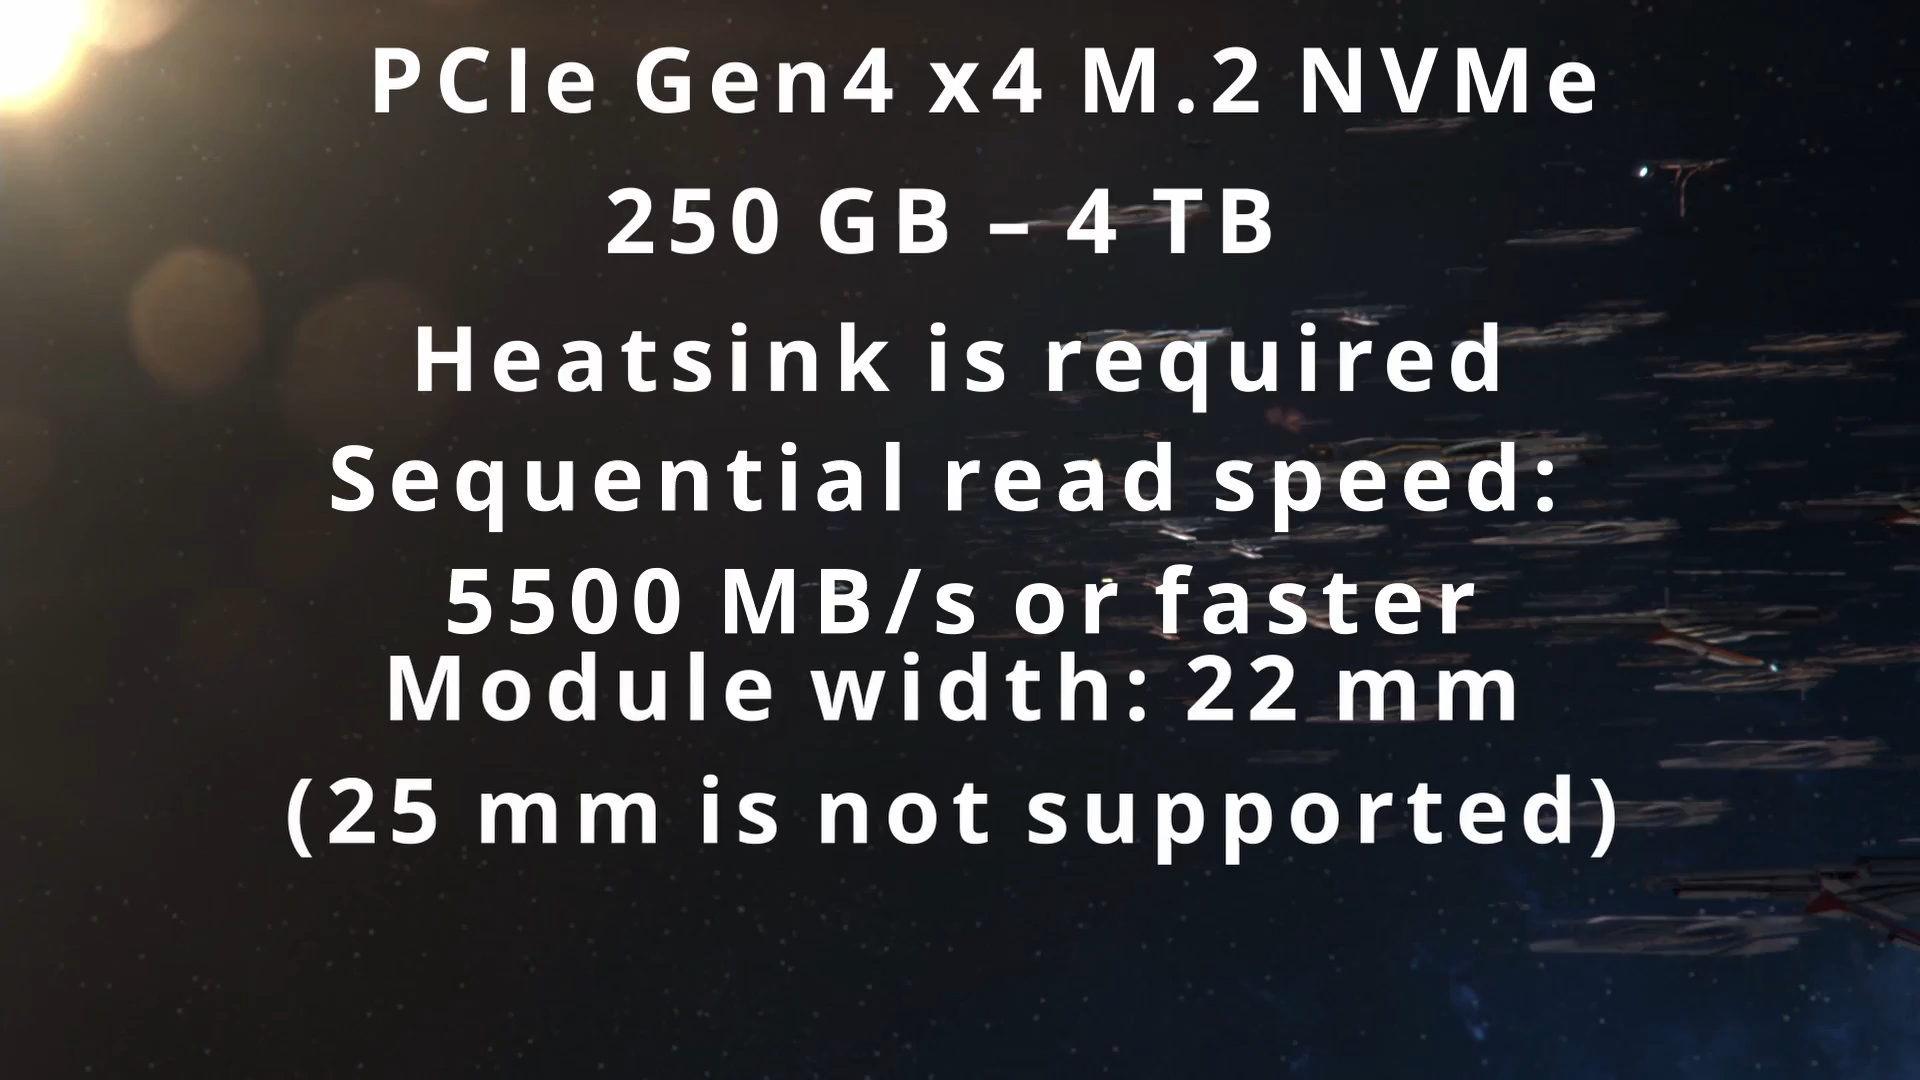 PCIe Gen4 x4 M.2 NVMe
250 GB – 4 TB
Heatsink is required
Sequential read speed:
5500 MB/s or faster
Module width: 22 mm
(25 mm is not supported)